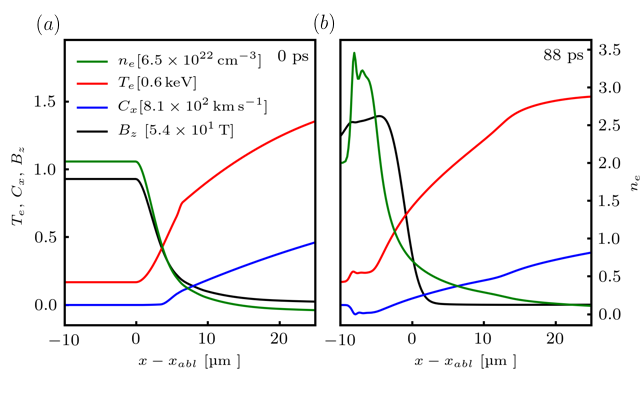 (a)
(b)
0 ps
88 ps
n_e[6.5 × 10^22 cm^−3]
T_e[0.6 keV]
C_x[8.1 × 10^2 km s^−1]
B_z [5.4 × 10^1 T]
T_e, C_x, B_z
1.5
1.0
0.5
0.0
3.5
3.0
2.5
2.0
1.5
1.0
0.5
0.0
n_e
−10 0 10 20
−10 0 10 20
x − x_abl [µm ]
x − x_abl [µm ]